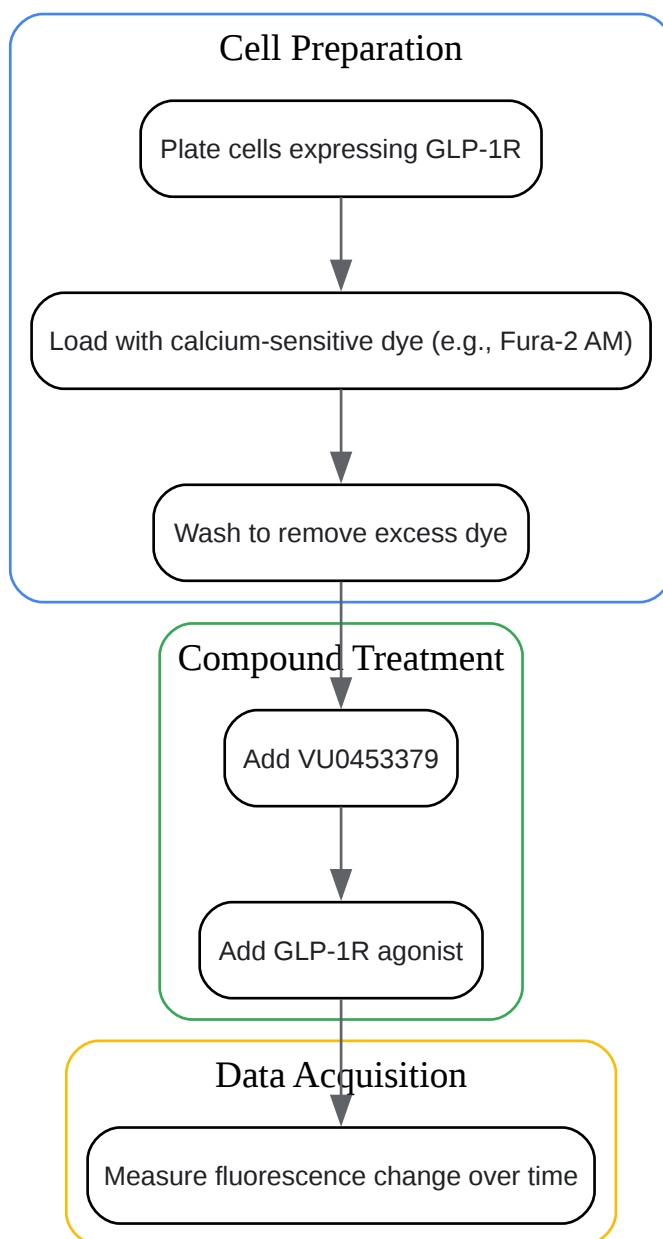 Cell Preparation
Plate cells expressing GLP-1R
Load with calcium-sensitive dye (e.g., Fura-2 AM)
Wash to remove excess dye
Compound Treatment
Add VU0453379
Add GLP-1R agonist
Data Acquisition
Measure fluorescence change over time